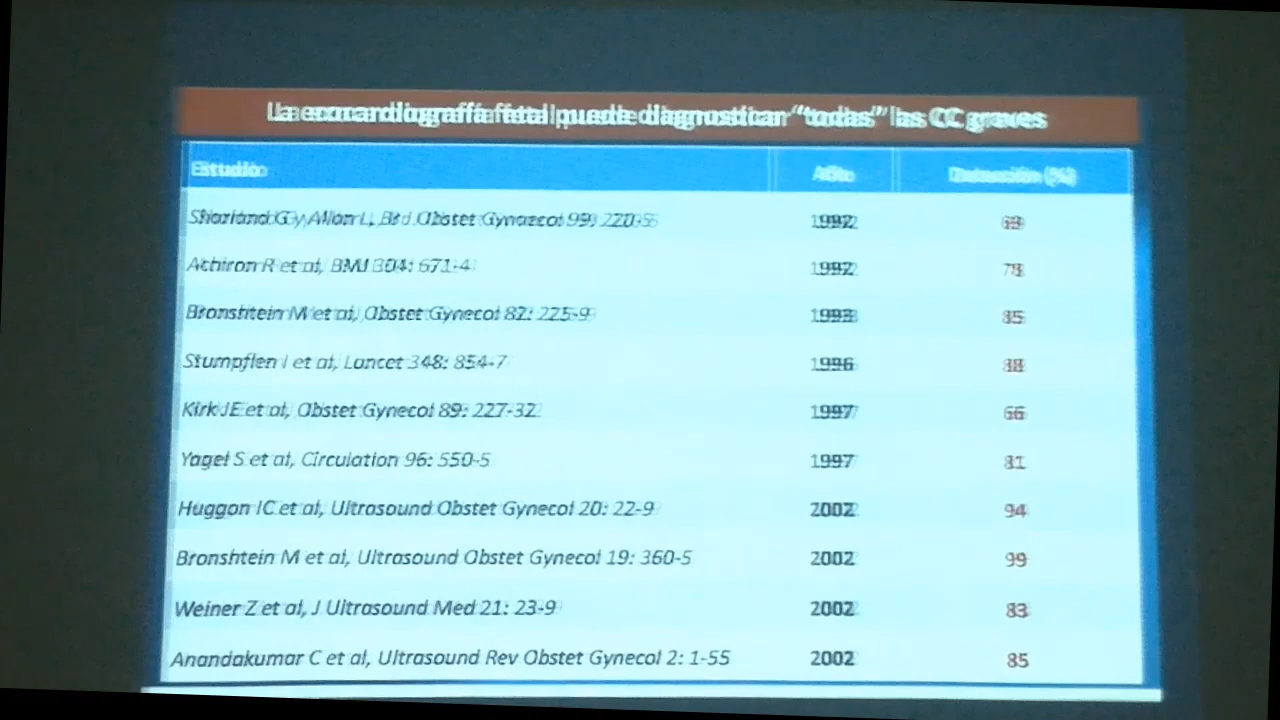 La ecocardiografía fetal puede diagnosticar "todas" las CC graves
Estudio Año Detección (%)
Sharland G y Allan L, Br J Obstet Gynaecol 99: 220-5 1992 69
Achiron R et al, BMJ 304: 671-4 1992 78
Bronshtein M et al, Obstet Gynecol 82: 225-9 1993 85
Stumpflen I et al, Lancet 348: 854-7 1996 88
Kirk JE et al, Obstet Gynecol 89: 227-32 1997 66
Yagel S et al, Circulation 96: 550-5 1997 81
Huggon IC et al, Ultrasound Obstet Gynecol 20: 22-9 2002 94
Bronshtein M et al, Ultrasound Obstet Gynecol 19: 360-5 2002 99
Weiner Z et al, J Ultrasound Med 21: 23-9 2002 83
Anandakumar C et al, Ultrasound Rev Obstet Gynecol 2: 1-55 2002 85